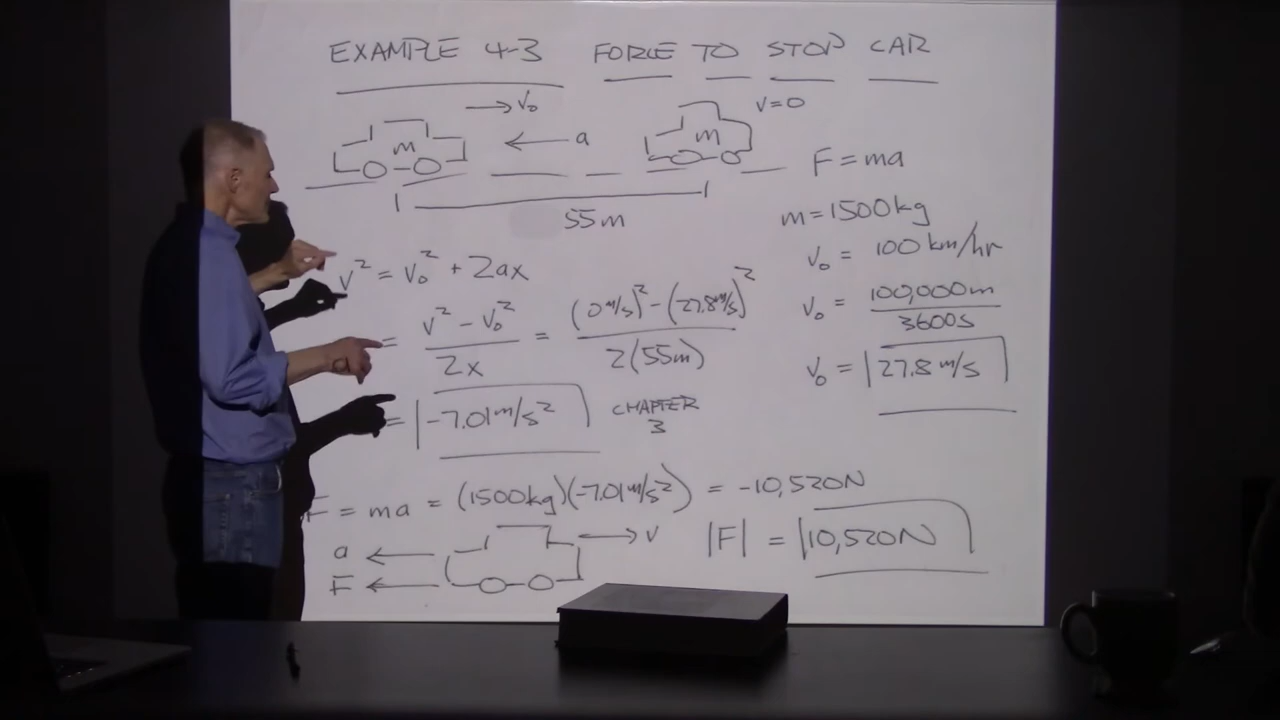 EXAMPLE 4-3 FORCE TO STOP CAR
→ v₀
v=0
m
← a
m
F = ma
55m
m = 1500kg
v₀ = 100 km/hr
v² = v₀² + 2ax
v₀ = 100,000m / 3600s
= (v² - v₀²) / 2x = ((0 m/s)² - (27.8 m/s)²) / 2(55m)
v₀ = 27.8 m/s
= -7.01 m/s² CHAPTER 3
F = ma = (1500kg)(-7.01 m/s²) = -10,520N
a ←
→ v
|F| = 10,520N
F ←